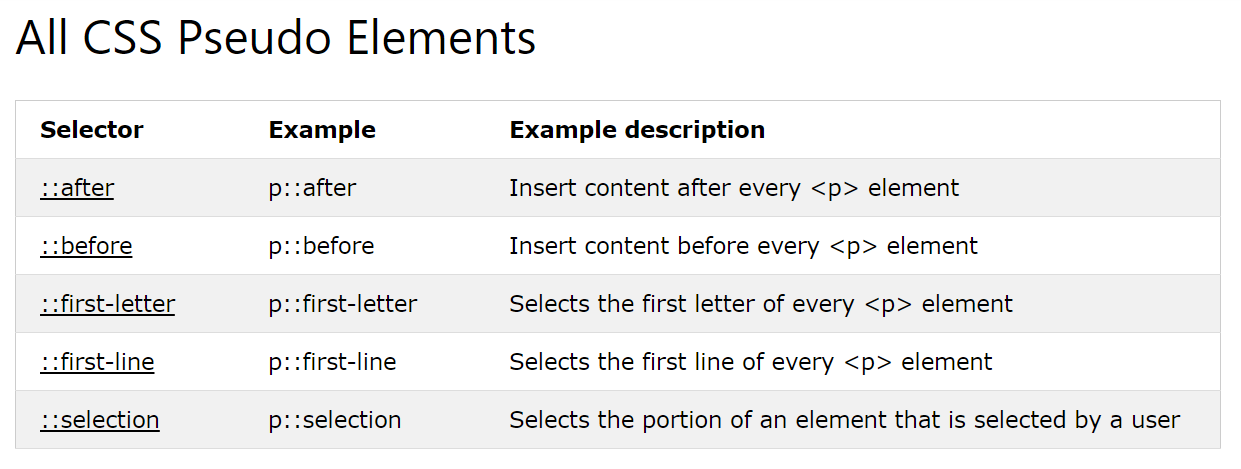 All CSS Pseudo Elements
Selector Example Example description
::after p::after Insert content after every <p> element
::before p::before Insert content before every <p> element
::first-letter p::first-letter Selects the first letter of every <p> element
::first-line p::first-line Selects the first line of every <p> element
::selection p::selection Selects the portion of an element that is selected by a user